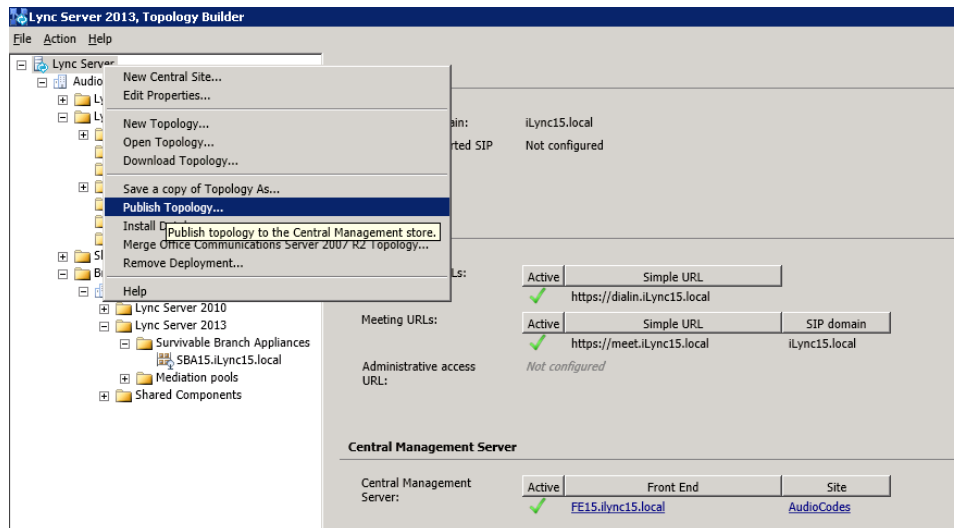 Lync Server 2013, Topology Builder
File Action Help
Lync Server
Audio
New Central Site...
Edit Properties...
New Topology...
Open Topology...
Download Topology...
Save a copy of Topology As...
Publish Topology...
Publish topology to the Central Management store.
Merge Office Communications Server 2007 R2 Topology...
Remove Deployment...
Help
ain: iLync15.local
rted SIP Not configured
Ls: Active Simple URL
https://dialin.iLync15.local
Lync Server 2010
Lync Server 2013
Survivable Branch Appliances
SBA15.iLync15.local
Mediation pools
Shared Components
Meeting URLs: Active Simple URL SIP domain
https://meet.iLync15.local iLync15.local
Administrative access Not configured
URL:
Central Management Server
Central Management Active Front End Site
Server: FE15.ilync15.local AudioCodes